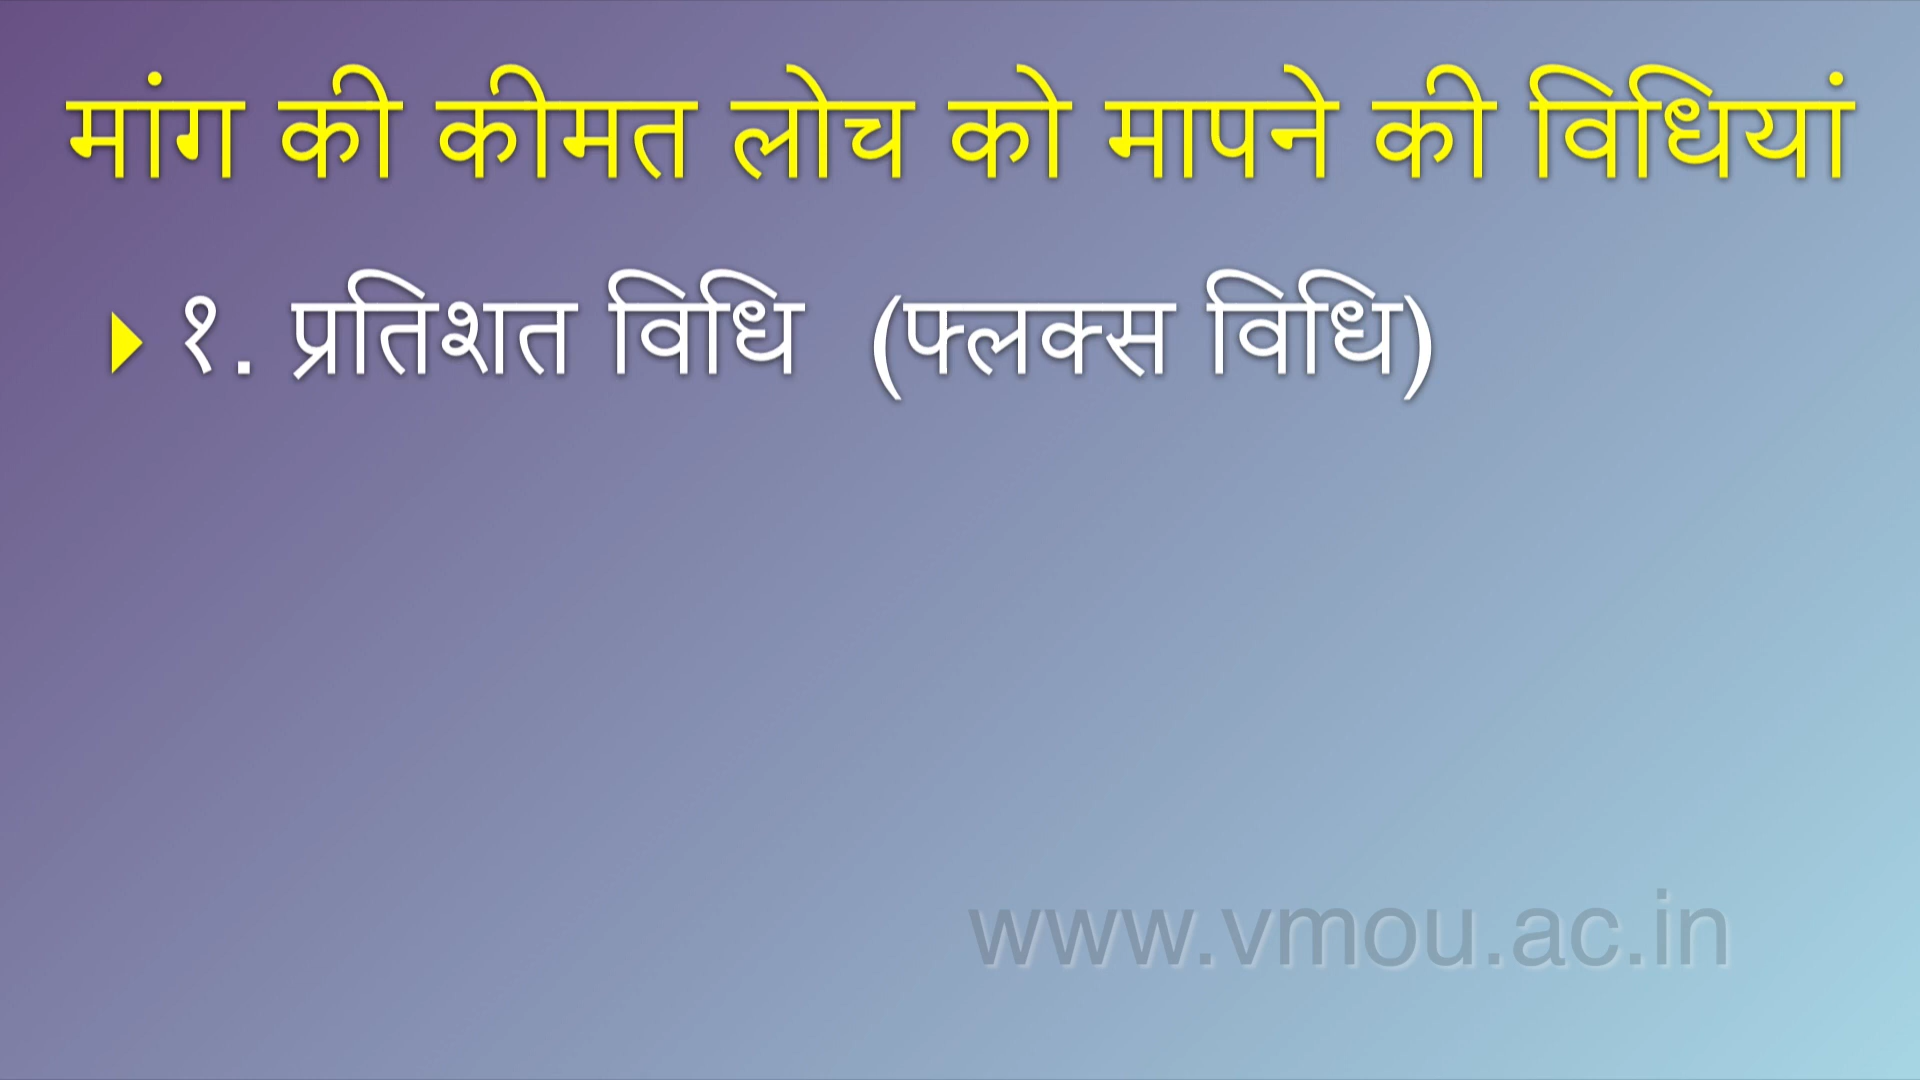 मांग की कीमत लोच को मापने की विधियां
१. प्रतिशत विधि (फ्लक्स विधि)
www.vmou.ac.in